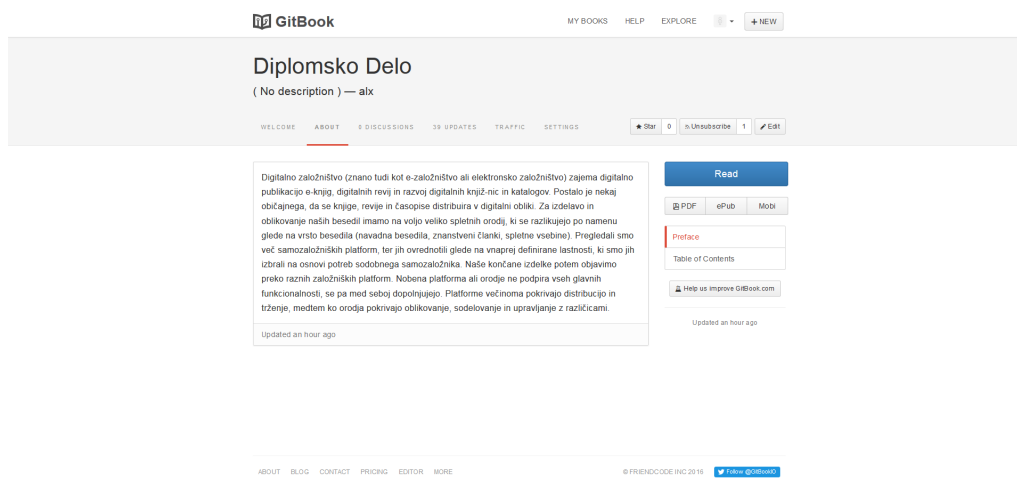 GitBook
MY BOOKS HELP EXPLORE + NEW
Diplomsko Delo
( No description ) — alx
WELCOME ABOUT 0 DISCUSSIONS 39 UPDATES TRAFFIC SETTINGS
Star 0 Unsubscribe 1 Edit
Digitalno založništvo (znano tudi kot e-založništvo ali elektronsko založništvo) zajema digitalno
publikacijo e-knjig, digitalnih revij in razvoj digitalnih knjiž-nic in katalogov. Postalo je nekaj
običajnega, da se knjige, revije in časopise distribuira v digitalni obliki. Za izdelavo in
oblikovanje naših besedil imamo na voljo veliko spletnih orodij, ki se razlikujejo po namenu
glede na vrsto besedila (navadna besedila, znanstveni članki, spletne vsebine). Pregledali smo
več samozaložniških platform, ter jih ovrednotili glede na vnaprej definirane lastnosti, ki smo jih
izbrali na osnovi potreb sodobnega samozaložnika. Naše končane izdelke potem objavimo
preko raznih založniških platform. Nobena platforma ali orodje ne podpira vseh glavnih
funkcionalnosti, se pa med seboj dopolnjujejo. Platforme večinoma pokrivajo distribucijo in
trženje, medtem ko orodja pokrivajo oblikovanje, sodelovanje in upravljanje z različicami.
Updated an hour ago
Read
PDF ePub Mobi
Preface
Table of Contents
Help us improve GitBook.com
Updated an hour ago
ABOUT BLOG CONTACT PRICING EDITOR MORE
© FRIENDCODE INC 2016 Follow @GitBookIO